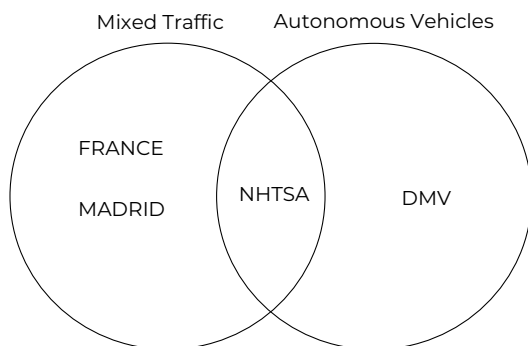 Mixed Traffic
Autonomous Vehicles
FRANCE
MADRID
NHTSA
DMV